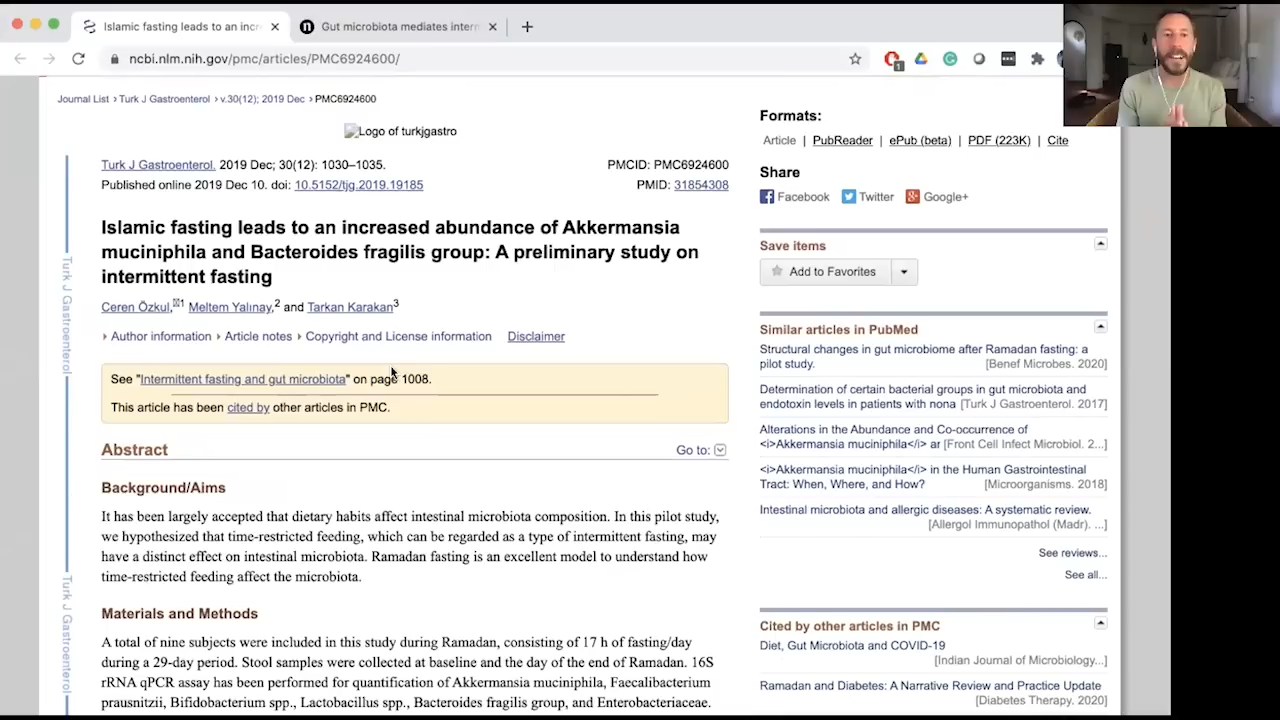 Islamic fasting leads to an incr
Gut microbiota mediates interm
ncbi.nlm.nih.gov/pmc/articles/PMC6924600/
1
Journal List > Turk J Gastroenterol > v.30(12); 2019 Dec > PMC6924600
Logo of turkjgastro
Turk J Gastroenterol. 2019 Dec; 30(12): 1030–1035.
PMCID: PMC6924600
Published online 2019 Dec 10. doi: 10.5152/tjg.2019.19185
PMID: 31854308
Islamic fasting leads to an increased abundance of Akkermansia
muciniphila and Bacteroides fragilis group: A preliminary study on
intermittent fasting
Ceren Özkul,✉1 Meltem Yalınay,2 and Tarkan Karakan3
Author information Article notes Copyright and License information Disclaimer
See "Intermittent fasting and gut microbiota" on page 1008.
This article has been cited by other articles in PMC.
Abstract
Go to:
Background/Aims
It has been largely accepted that dietary habits affect intestinal microbiota composition. In this pilot study,
we hypothesized that time-restricted feeding, which can be regarded as a type of intermittent fasting, may
have a distinct effect on intestinal microbiota. Ramadan fasting is an excellent model to understand how
time-restricted feeding affect the microbiota.
Materials and Methods
A total of nine subjects were included in this study during Ramadan, consisting of 17 h of fasting/day
during a 29-day period. Stool samples were collected at baseline and the day of the end of Ramadan. 16S
rRNA qPCR assay has been performed for quantification of Akkermansia muciniphila, Faecalibacterium
prausnitzii, Bifidobacterium spp., Bacteroides fragilis group, and Enterobacteriaceae.
Turk J Gastroenterol
Turk J Gastroenterol
Formats:
Article | PubReader | ePub (beta) | PDF (223K) | Cite
Share
Facebook Twitter Google+
Save items
Add to Favorites
Similar articles in PubMed
Structural changes in gut microbiome after Ramadan fasting: a
pilot study. [Benef Microbes. 2020]
Determination of certain bacterial groups in gut microbiota and
endotoxin levels in patients with nona [Turk J Gastroenterol. 2017]
Alterations in the Abundance and Co-occurrence of
<i>Akkermansia muciniphila</i> ar [Front Cell Infect Microbiol. 2...]
<i>Akkermansia muciniphila</i> in the Human Gastrointestinal
Tract: When, Where, and How? [Microorganisms. 2018]
Intestinal microbiota and allergic diseases: A systematic review.
[Allergol Immunopathol (Madr). ...]
See reviews...
See all...
Cited by other articles in PMC
Diet, Gut Microbiota and COVID-19
[Indian Journal of Microbiology...]
Ramadan and Diabetes: A Narrative Review and Practice Update
[Diabetes Therapy. 2020]